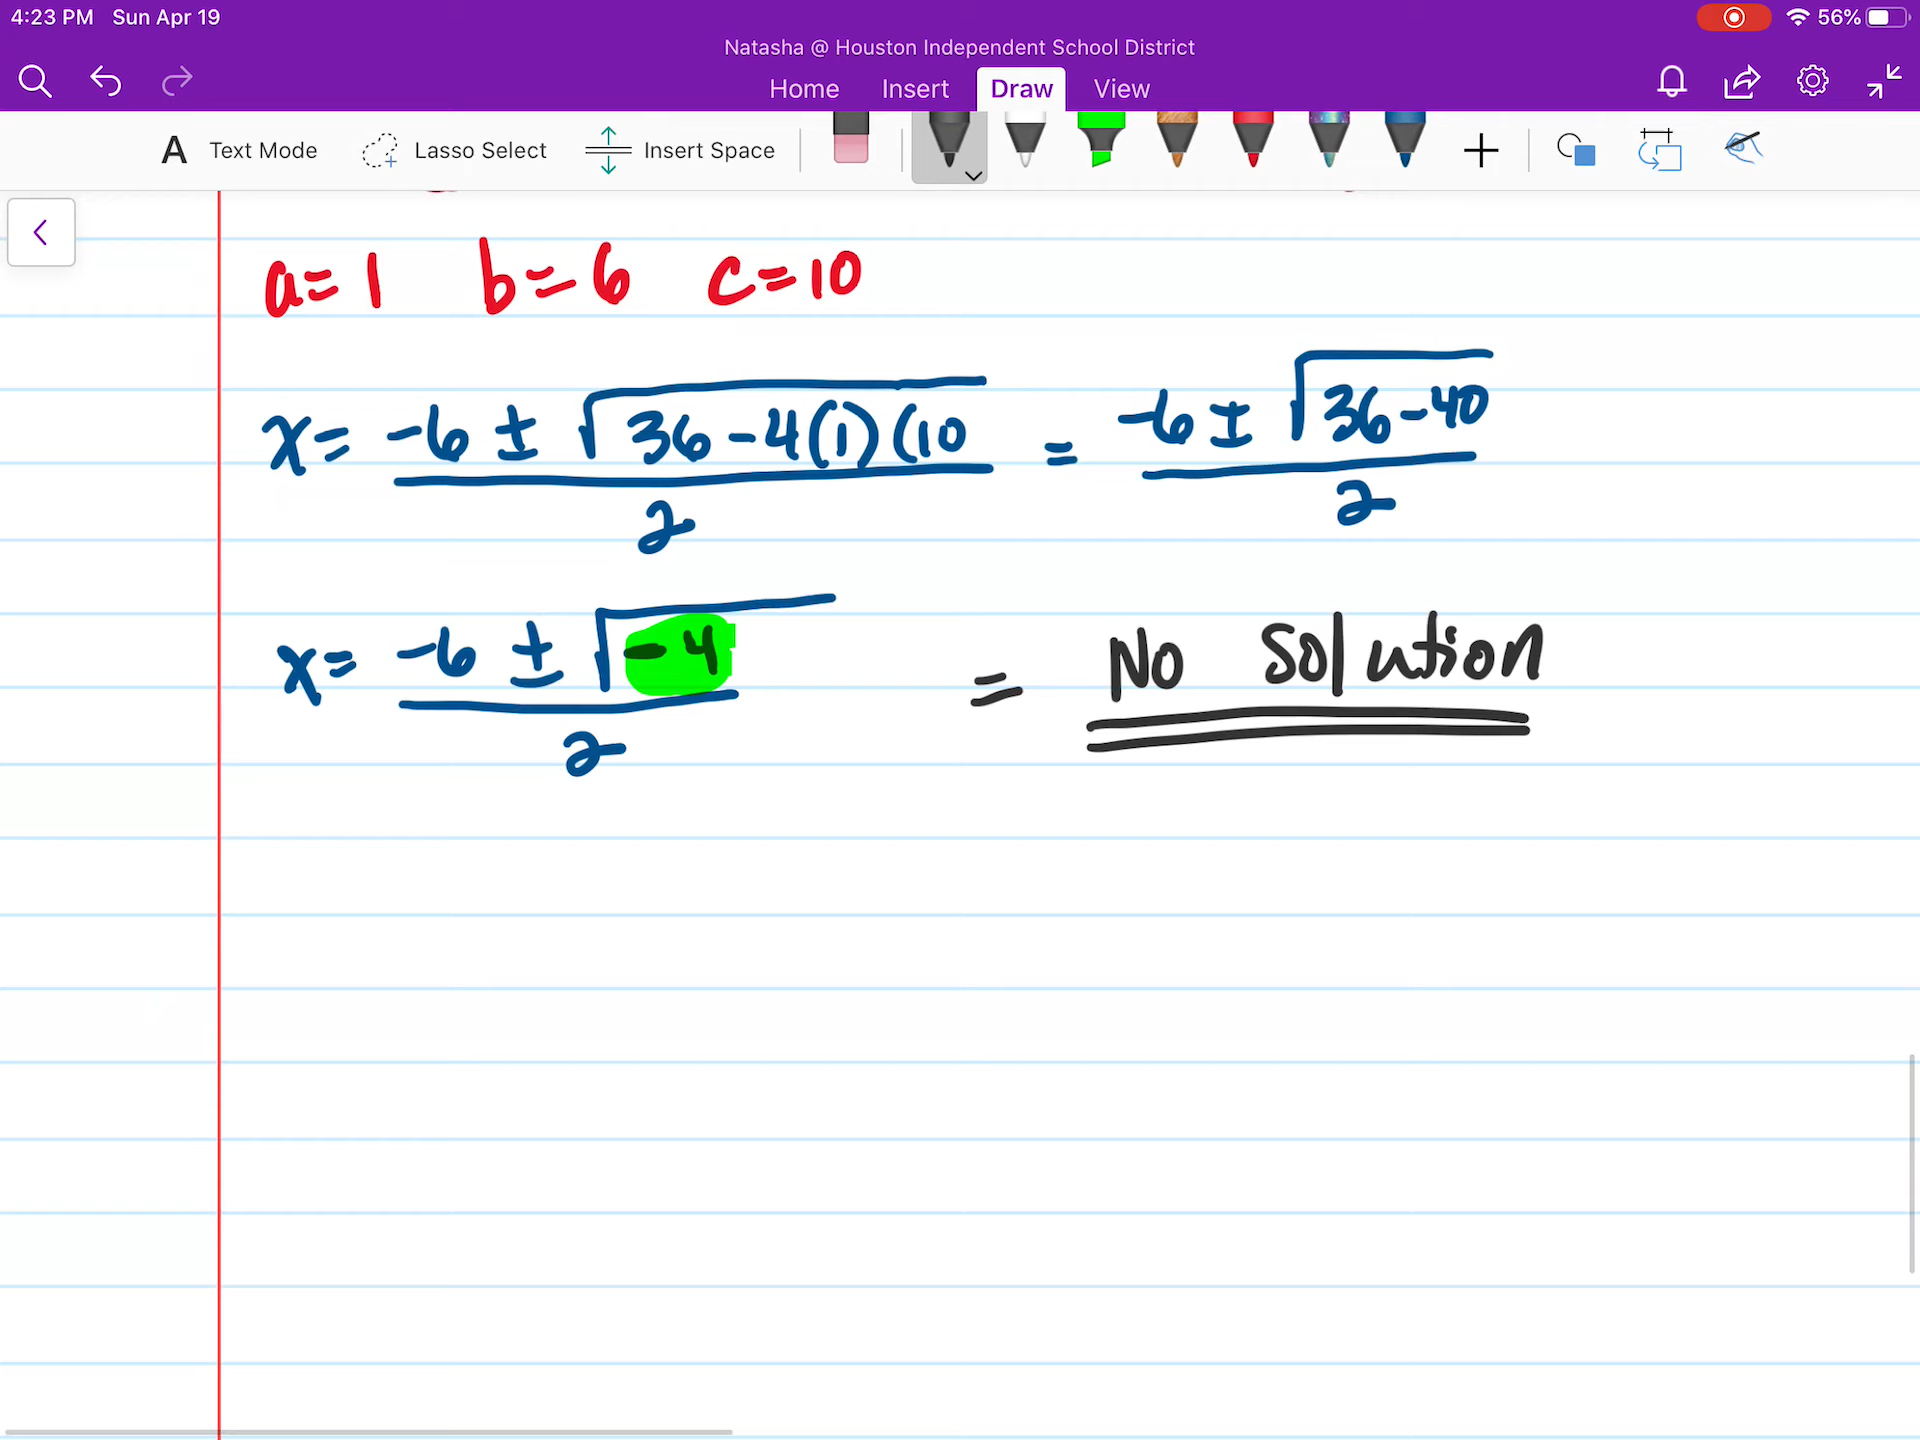 4:23 PM Sun Apr 19 56%
Natasha @ Houston Independent School District
Home Insert Draw View
A Text Mode Lasso Select Insert Space
a=1 b=6 c=10
x= -6 ± √36-4(1)(10 = -6 ± √36-40
2 2
x= -6 ± √-4 = No Solution
2